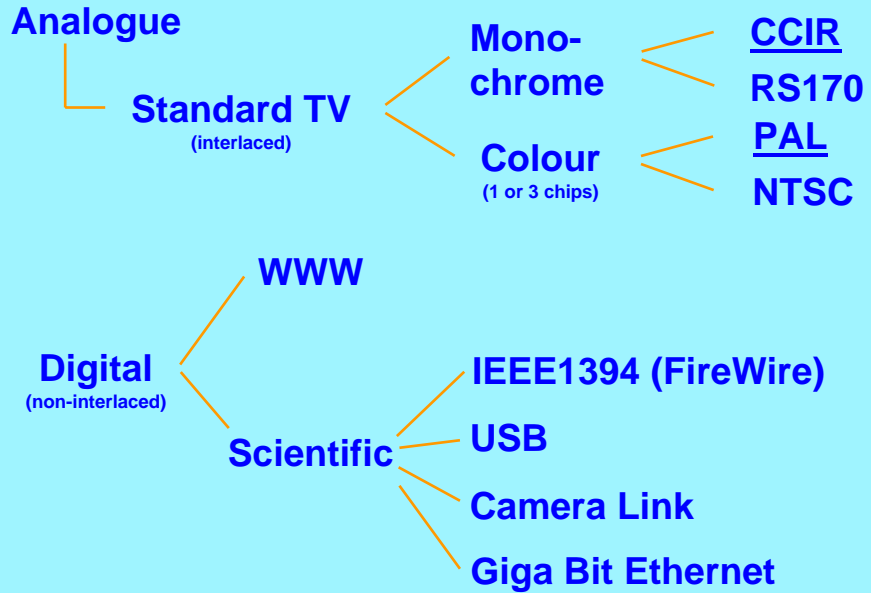 Analogue
Standard TV
(interlaced)
Mono-
chrome
CCIR
RS170
Colour
(1 or 3 chips)
PAL
NTSC
WWW
Digital
(non-interlaced)
Scientific
IEEE1394 (FireWire)
USB
Camera Link
Giga Bit Ethernet